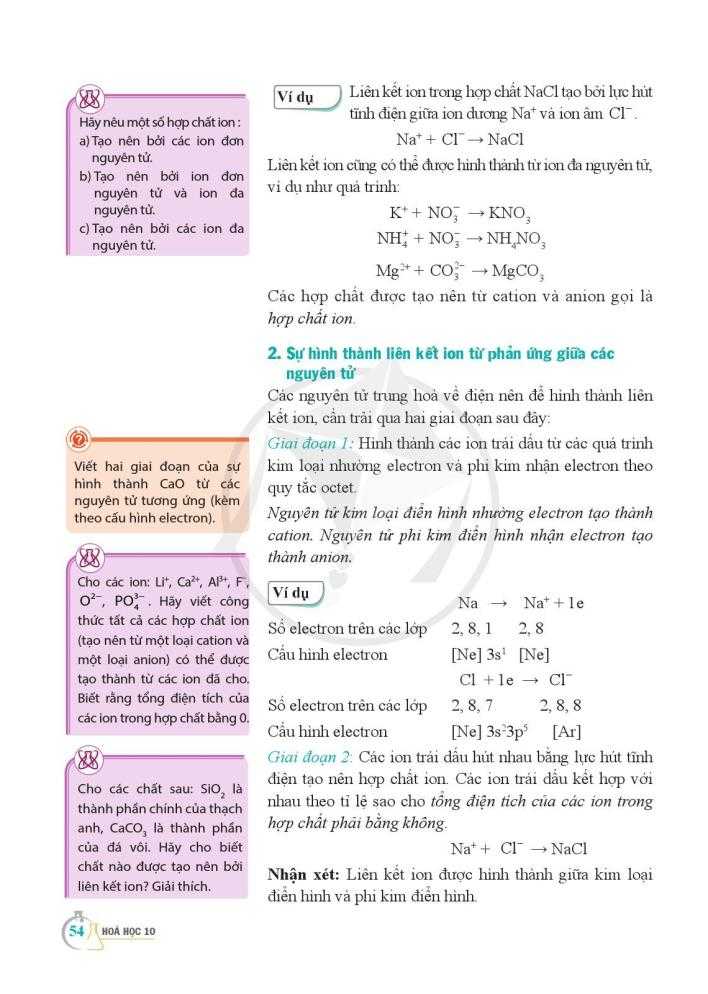 Hãy nêu một số hợp chất ion :
a) Tạo nên bởi các ion đơn
nguyên tử.
b) Tạo nên bởi ion đơn
nguyên tử và ion đa
nguyên tử.
c) Tạo nên bởi các ion đa
nguyên tử.
Ví dụ
Liên kết ion trong hợp chất NaCl tạo bởi lực hút
tĩnh điện giữa ion dương Na⁺ và ion âm Cl⁻.
Na⁺ + Cl⁻ → NaCl
Liên kết ion cũng có thể được hình thành từ ion đa nguyên tử,
ví dụ như quá trình:
K⁺ + NO₃⁻ → KNO₃
NH₄⁺ + NO₃⁻ → NH₄NO₃
Mg²⁺ + CO₃²⁻ → MgCO₃
Các hợp chất được tạo nên từ cation và anion gọi là
hợp chất ion.
2. Sự hình thành liên kết ion từ phản ứng giữa các
nguyên tử
Các nguyên tử trung hoà về điện nên để hình thành liên
kết ion, cần trải qua hai giai đoạn sau đây:
Giai đoạn 1: Hình thành các ion trái dấu từ các quá trình
kim loại nhường electron và phi kim nhận electron theo
quy tắc octet.
Nguyên tử kim loại điển hình nhường electron tạo thành
cation. Nguyên tử phi kim điển hình nhận electron tạo
thành anion.
?
Viết hai giai đoạn của sự
hình thành CaO từ các
nguyên tử tương ứng (kèm
theo cấu hình electron).
Cho các ion: Li⁺, Ca²⁺, Al³⁺, F⁻,
O²⁻, PO₄³⁻. Hãy viết công
thức tất cả các hợp chất ion
(tạo nên từ một loại cation và
một loại anion) có thể được
tạo thành từ các ion đã cho.
Biết rằng tổng điện tích của
các ion trong hợp chất bằng 0.
Ví dụ
Na → Na⁺ + 1e
Số electron trên các lớp 2, 8, 1 2, 8
Cấu hình electron [Ne] 3s¹ [Ne]
Cl + 1e → Cl⁻
Số electron trên các lớp 2, 8, 7 2, 8, 8
Cấu hình electron [Ne] 3s²3p⁵ [Ar]
Giai đoạn 2: Các ion trái dấu hút nhau bằng lực hút tĩnh
điện tạo nên hợp chất ion. Các ion trái dấu kết hợp với
nhau theo tỉ lệ sao cho tổng điện tích của các ion trong
hợp chất phải bằng không.
Na⁺ + Cl⁻ → NaCl
Nhận xét: Liên kết ion được hình thành giữa kim loại
điển hình và phi kim điển hình.
Cho các chất sau: SiO₂ là
thành phần chính của thạch
anh, CaCO₃ là thành phần
của đá vôi. Hãy cho biết
chất nào được tạo nên bởi
liên kết ion? Giải thích.
54 HOÁ HỌC 10